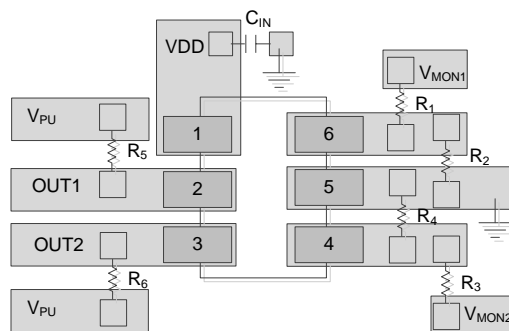 C_IN
VDD
V_MON1
V_PU
R_1
1
6
R_5
R_2
OUT1
2
5
R_4
OUT2
3
4
R_6
R_3
V_PU
V_MON2